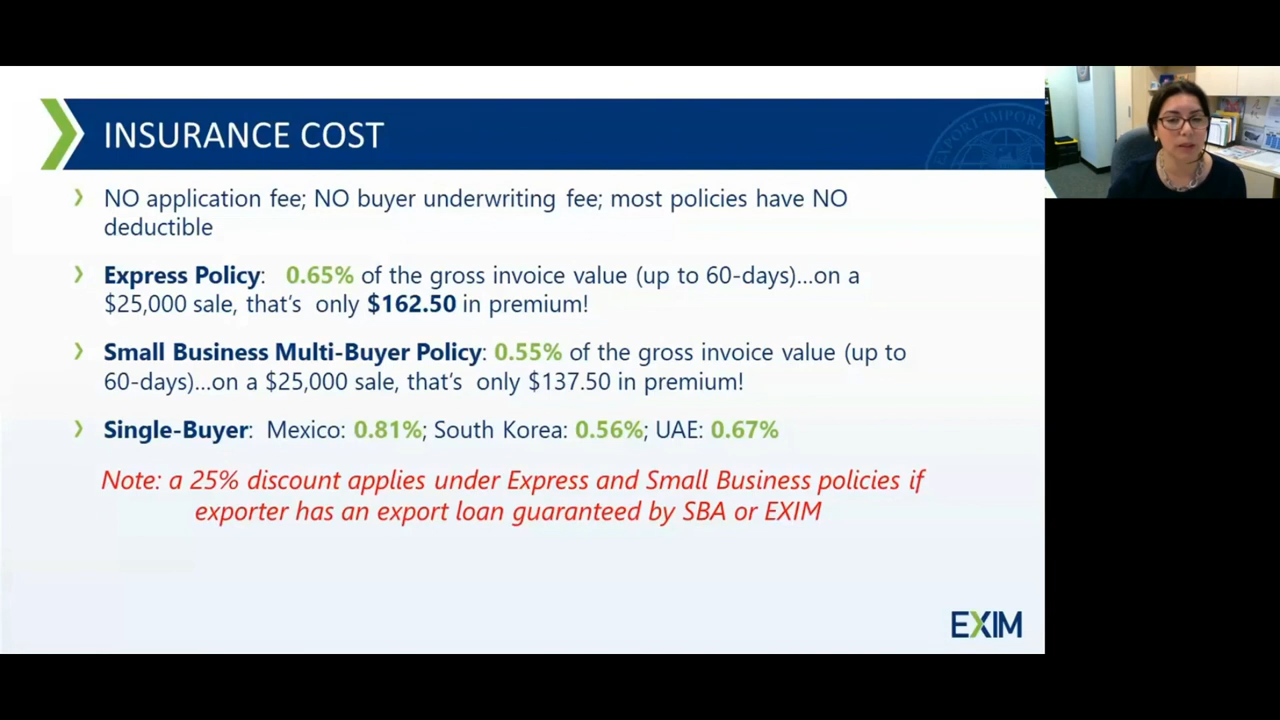 INSURANCE COST
EXPORT-IMPOR
NO application fee; NO buyer underwriting fee; most policies have NO
deductible
Express Policy: 0.65% of the gross invoice value (up to 60-days)...on a
$25,000 sale, that's only $162.50 in premium!
Small Business Multi-Buyer Policy: 0.55% of the gross invoice value (up to
60-days)...on a $25,000 sale, that's only $137.50 in premium!
Single-Buyer: Mexico: 0.81%; South Korea: 0.56%; UAE: 0.67%
Note: a 25% discount applies under Express and Small Business policies if
exporter has an export loan guaranteed by SBA or EXIM
EXIM